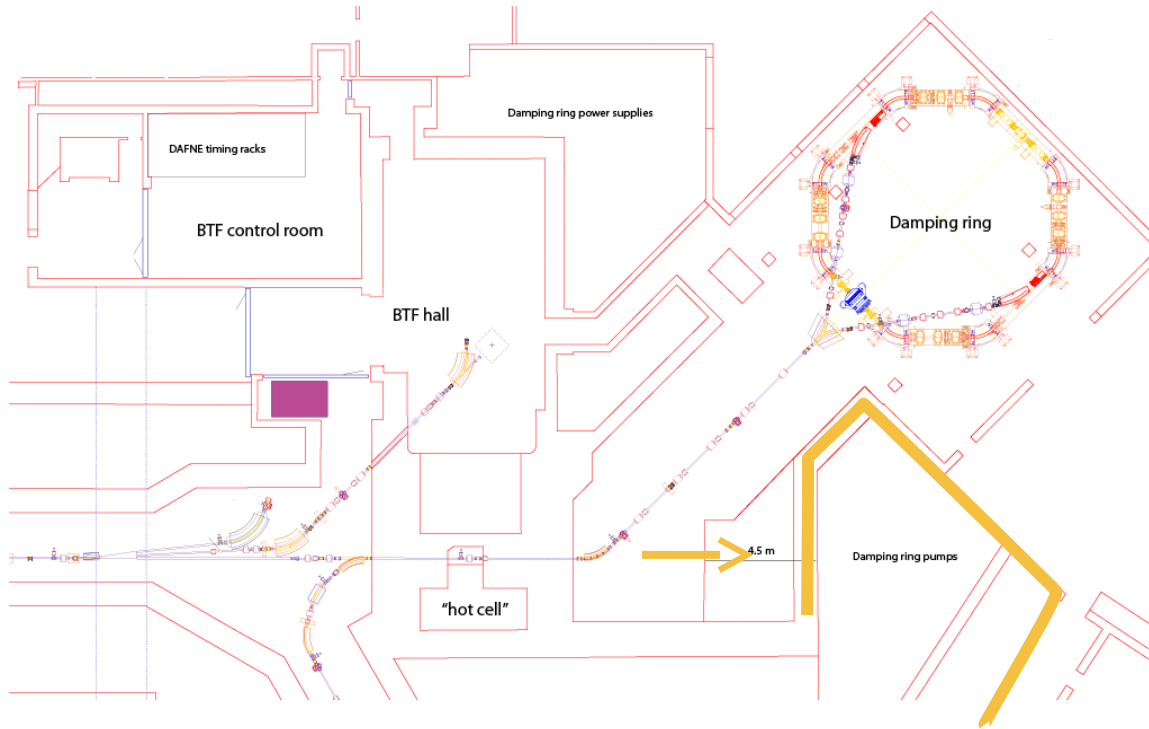 Damping ring power supplies
DAFNE timing racks
BTF control room
Damping ring
BTF hall
4.5 m
Damping ring pumps
“hot cell”